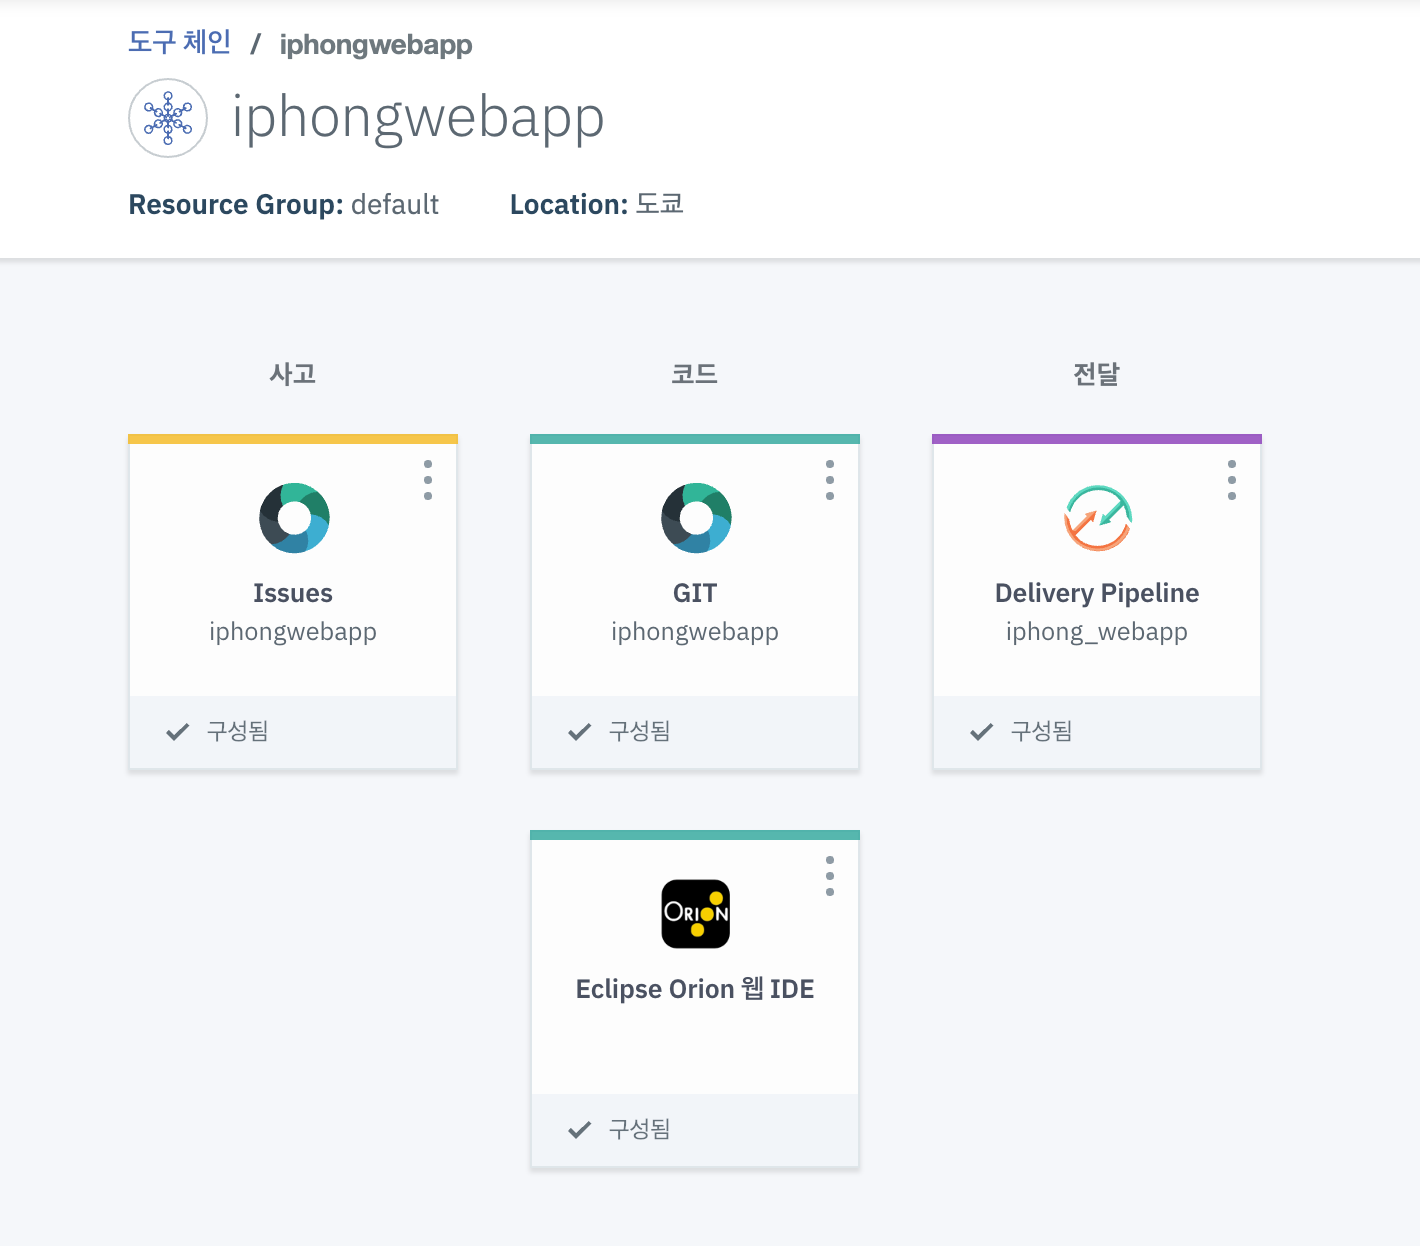 도구 체인 / iphongwebapp
iphongwebapp
Resource Group: default Location: 도쿄
사고
코드
전달
Issues
iphongwebapp
구성됨
GIT
iphongwebapp
구성됨
Delivery Pipeline
iphong_webapp
구성됨
ORION
Eclipse Orion 웹 IDE
구성됨